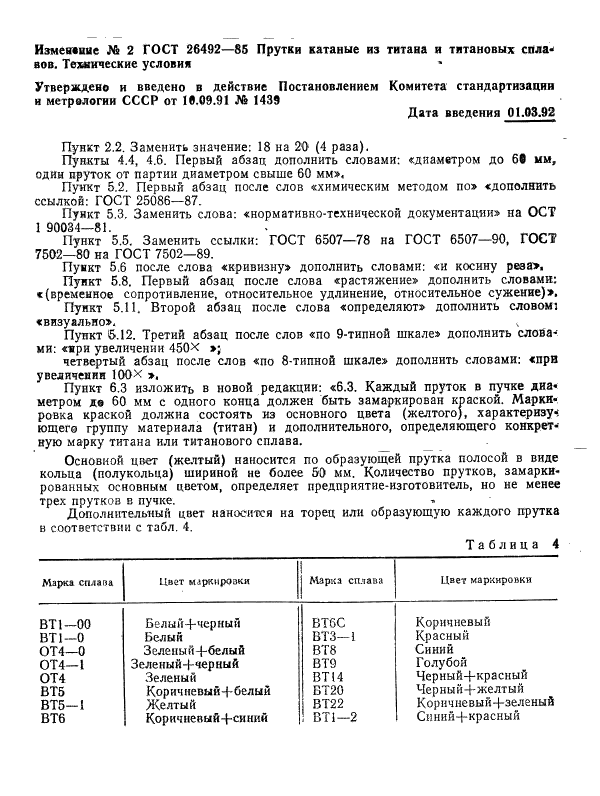 Изменение № 2 ГОСТ 26492—85 Прутки катаные из титана и титановых спла-
вов. Технические условия
Утверждено и введено в действие Постановлением Комитета стандартизации
и метрологии СССР от 10.09.91 № 1439
Дата введения 01.03.92
Пункт 2.2. Заменить значение: 18 на 20 (4 раза).
Пункты 4.4, 4.6. Первый абзац дополнить словами: «диаметром до 60 мм,
один пруток от партии диаметром свыше 60 мм».
Пункт 5.2. Первый абзац после слов «химическим методом по» «дополнить
ссылкой: ГОСТ 25086—87.
Пункт 5.3. Заменить слова: «нормативно-технической документации» на ОСТ
1 90034—81.
Пункт 5.5. Заменить ссылки: ГОСТ 6507—78 на ГОСТ 6507—90, ГОСТ
7502—80 на ГОСТ 7502—89.
Пункт 5.6 после слова «кривизну» дополнить словами: «и косину реза».
Пункт 5.8. Первый абзац после слова «растяжение» дополнить словами:
«(временное сопротивление, относительное удлинение, относительное сужение)».
Пункт 5.11. Второй абзац после слова «определяют» дополнить словом:
«визуально».
Пункт 5.12. Третий абзац после слов «по 9-типной шкале» дополнить слова-
ми: «при увеличении 450× »;
четвертый абзац после слов «по 8-типной шкале» дополнить словами: «при
увеличении 100× ».
Пункт 6.3 изложить в новой редакции: «6.3. Каждый пруток в пучке диа-
метром до 60 мм с одного конца должен быть замаркирован краской. Марки-
ровка краской должна состоять из основного цвета (желтого), характеризу-
ющего группу материала (титан) и дополнительного, определяющего конкрет-
ную марку титана или титанового сплава.
Основной цвет (желтый) наносится по образующей прутка полосой в виде
кольца (полукольца) шириной не более 50 мм. Количество прутков, замарки-
рованных основным цветом, определяет предприятие-изготовитель, но не менее
трех прутков в пучке.
Дополнительный цвет наносится на торец или образующую каждого прутка
в соответствии с табл. 4.
Таблица 4
Марка сплава Цвет маркировки Марка сплава Цвет маркировки
ВТ1—00 Белый+черный ВТ6С Коричневый
ВТ1—0 Белый ВТ3—1 Красный
ОТ4—0 Зеленый+белый ВТ8 Синий
ОТ4—1 Зеленый+черный ВТ9 Голубой
ОТ4 Зеленый ВТ14 Черный+красный
ВТ5 Коричневый+белый ВТ20 Черный+желтый
ВТ5—1 Желтый ВТ22 Коричневый+зеленый
ВТ6 Коричневый+синий ВТ1—2 Синий+красный